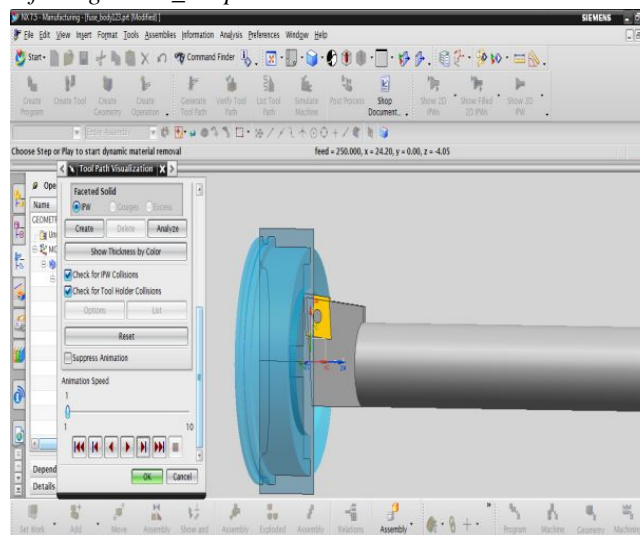 NX 7.5 - Manufacturing - [fuse_body123.prt (Modified)]
SIEMENS
File Edit View Insert Format Tools Assemblies Information Analysis Preferences Window Help
Start
Command Finder
Create Program
Create Tool
Create Geometry
Create Operation
Generate Tool Path
Verify Tool Path
List Tool Path
Simulate Machine
Post Process
Shop Document..
Show 2D IPWs
Show Filled 2D IPWs
Show 3D IPW
Entire Assembly
Choose Step or Play to start dynamic material removal
feed = 250.000, x = 24.20, y = 0.00, z = -4.05
Tool Path Visualization
Name
Faceted Solid
IPW
Gouges
Excess
Create
Delete
Analyze
Show Thickness by Color
Check for IPW Collisions
Check for Tool Holder Collisions
Options
List
Reset
Suppress Animation
Animation Speed
1
1
10
OK
Cancel
Depend
Details
Set Work
Add
Move
Assembly
Show and
Assembly
Exploded
Assembly
Relations
Assembly
Program
Machine
Geometry